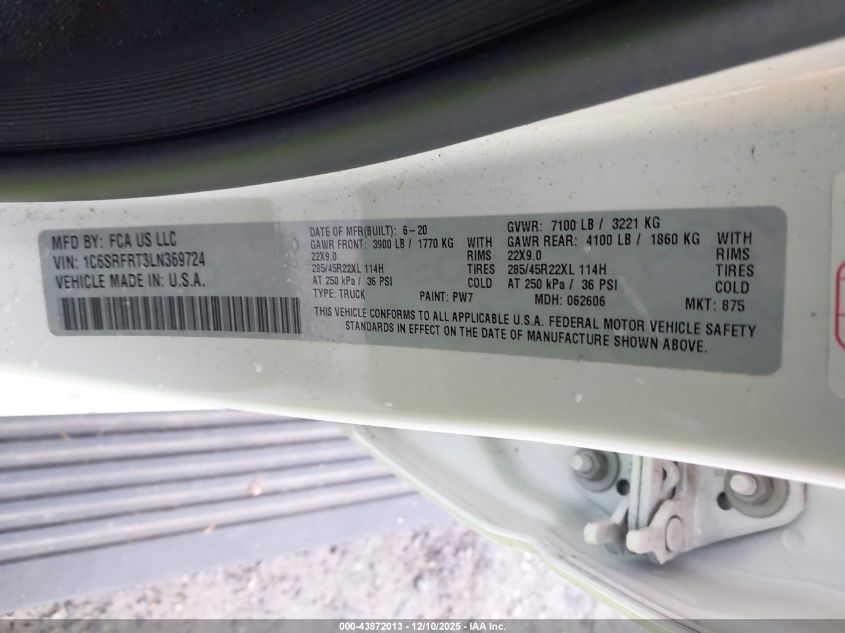 MFD BY: FCA US LLC
VIN: 1C6SRFRT3LN369724
VEHICLE MADE IN: U.S.A.
DATE OF MFR(BUILT): 6-20
GAWR FRONT: 3900 LB / 1770 KG WITH
22X9.0 RIMS
285/45R22XL 114H TIRES
AT 250 kPa / 36 PSI COLD
TYPE: TRUCK PAINT: PW7
GVWR: 7100 LB / 3221 KG
GAWR REAR: 4100 LB / 1860 KG WITH
22X9.0 RIMS
285/45R22XL 114H TIRES
AT 250 kPa / 36 PSI COLD
MDH: 062606 MKT: 875
THIS VEHICLE CONFORMS TO ALL APPLICABLE U.S.A. FEDERAL MOTOR VEHICLE SAFETY
STANDARDS IN EFFECT ON THE DATE OF MANUFACTURE SHOWN ABOVE.
000-43872013 - 12/10/2025 - IAA Inc.